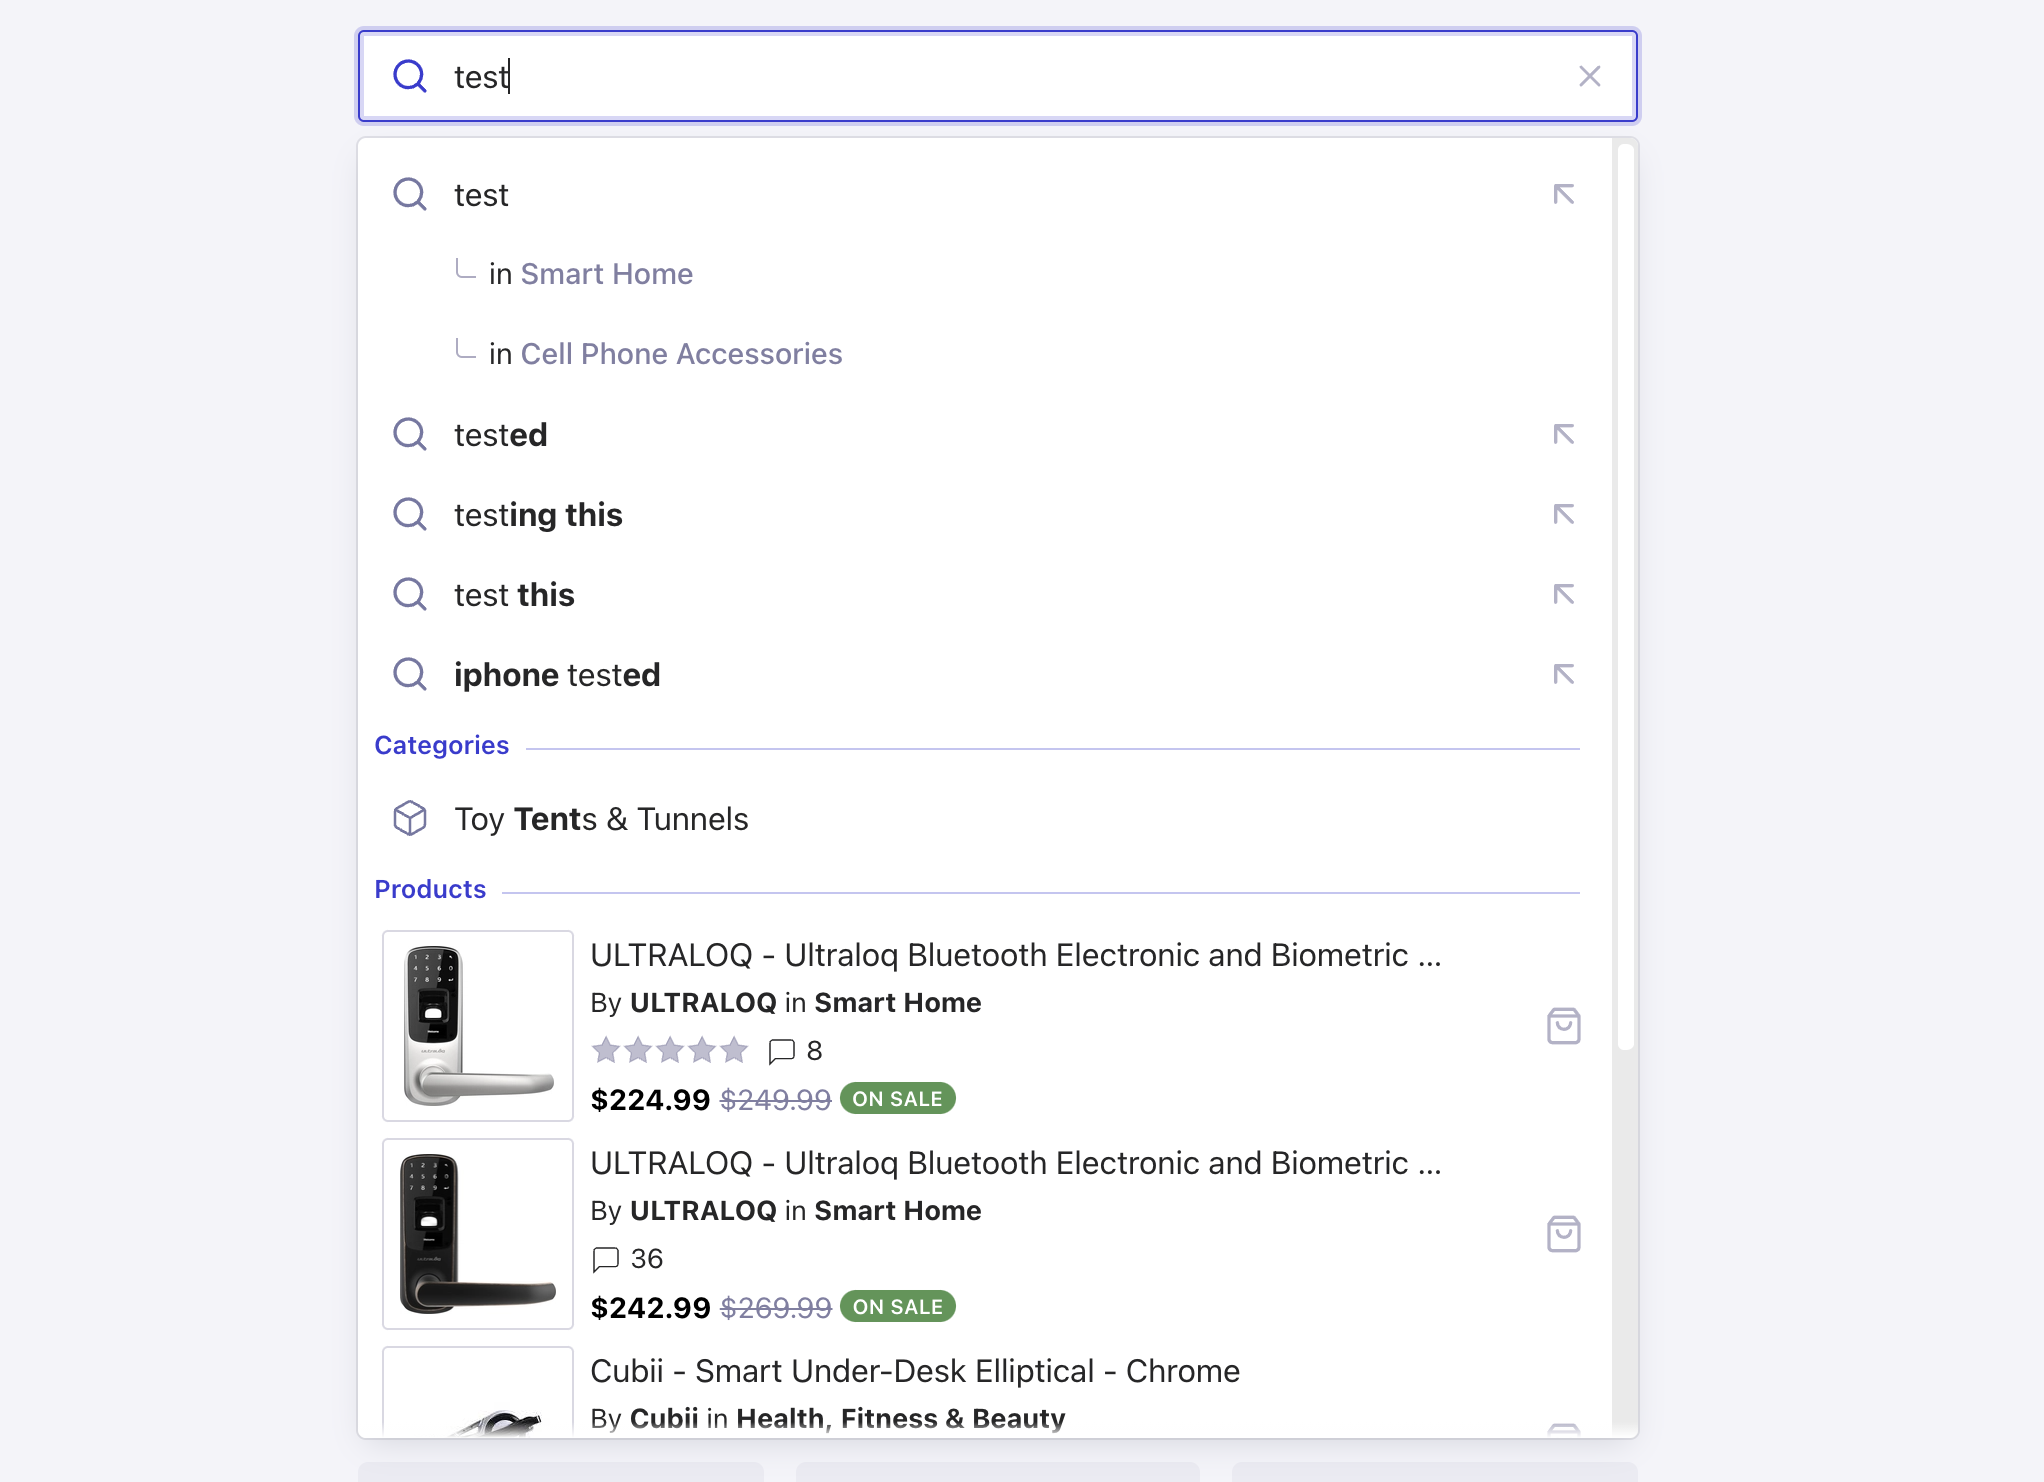 test
test
in Smart Home
in Cell Phone Accessories
tested
testing this
test this
iphone tested
Categories
Toy Tents & Tunnels
Products
ULTRALOQ - Ultraloq Bluetooth Electronic and Biometric ...
By ULTRALOQ in Smart Home
8
$224.99 $249.99 ON SALE
ULTRALOQ - Ultraloq Bluetooth Electronic and Biometric ...
By ULTRALOQ in Smart Home
36
$242.99 $269.99 ON SALE
Cubii - Smart Under-Desk Elliptical - Chrome
By Cubii in Health, Fitness & Beauty